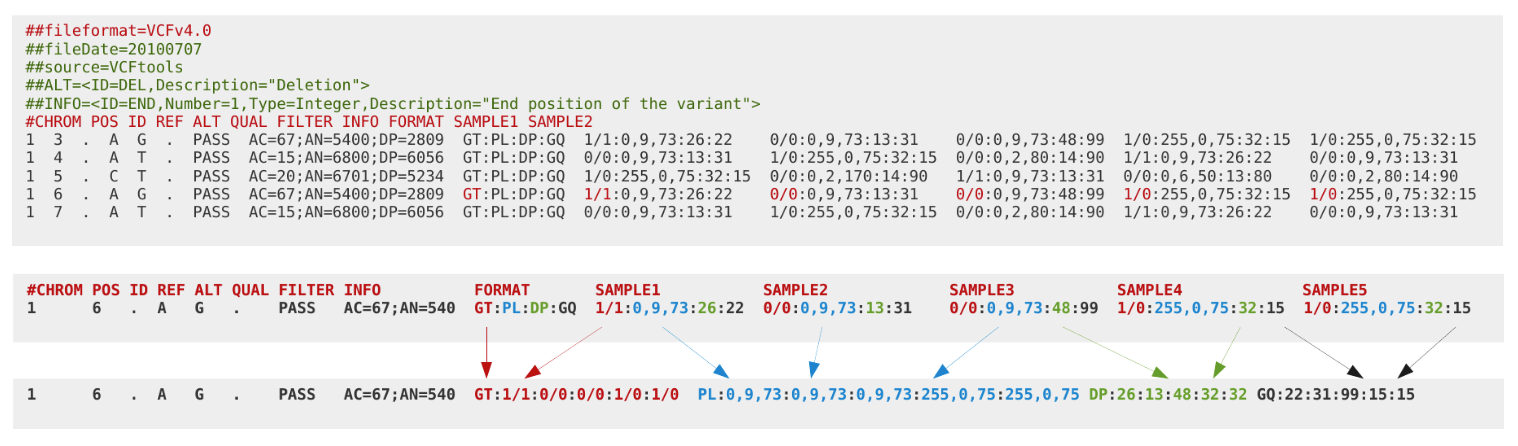 ##fileformat=VCFv4.0
##fileDate=20100707
##source=VCFtools
##ALT=<ID=DEL,Description="Deletion">
##INFO=<ID=END,Number=1,Type=Integer,Description="End position of the variant">
#CHROM POS ID REF ALT QUAL FILTER INFO FORMAT SAMPLE1 SAMPLE2
1 3 . A G . PASS AC=67;AN=5400;DP=2809 GT:PL:DP:GQ 1/1:0,9,73:26:22 0/0:0,9,73:13:31 0/0:0,9,73:48:99 1/0:255,0,75:32:15 1/0:255,0,75:32:15
1 4 . A T . PASS AC=15;AN=6800;DP=6056 GT:PL:DP:GQ 0/0:0,9,73:13:31 1/0:255,0,75:32:15 0/0:0,2,80:14:90 1/1:0,9,73:26:22 0/0:0,9,73:13:31
1 5 . C T . PASS AC=20;AN=6701;DP=5234 GT:PL:DP:GQ 1/0:255,0,75:32:15 0/0:0,2,170:14:90 1/1:0,9,73:13:31 0/0:0,6,50:13:80 0/0:0,2,80:14:90
1 6 . A G . PASS AC=67;AN=5400;DP=2809 GT:PL:DP:GQ 1/1:0,9,73:26:22 0/0:0,9,73:13:31 0/0:0,9,73:48:99 1/0:255,0,75:32:15 1/0:255,0,75:32:15
1 7 . A T . PASS AC=15;AN=6800;DP=6056 GT:PL:DP:GQ 0/0:0,9,73:13:31 1/0:255,0,75:32:15 0/0:0,2,80:14:90 1/1:0,9,73:26:22 0/0:0,9,73:13:31
#CHROM POS ID REF ALT QUAL FILTER INFO FORMAT SAMPLE1 SAMPLE2 SAMPLE3 SAMPLE4 SAMPLE5
1 6 . A G . PASS AC=67;AN=540 GT:PL:DP:GQ 1/1:0,9,73:26:22 0/0:0,9,73:13:31 0/0:0,9,73:48:99 1/0:255,0,75:32:15 1/0:255,0,75:32:15
1 6 . A G . PASS AC=67;AN=540 GT:1/1:0/0:0/0:1/0:1/0 PL:0,9,73:0,9,73:0,9,73:255,0,75:255,0,75 DP:26:13:48:32:32 GQ:22:31:99:15:15